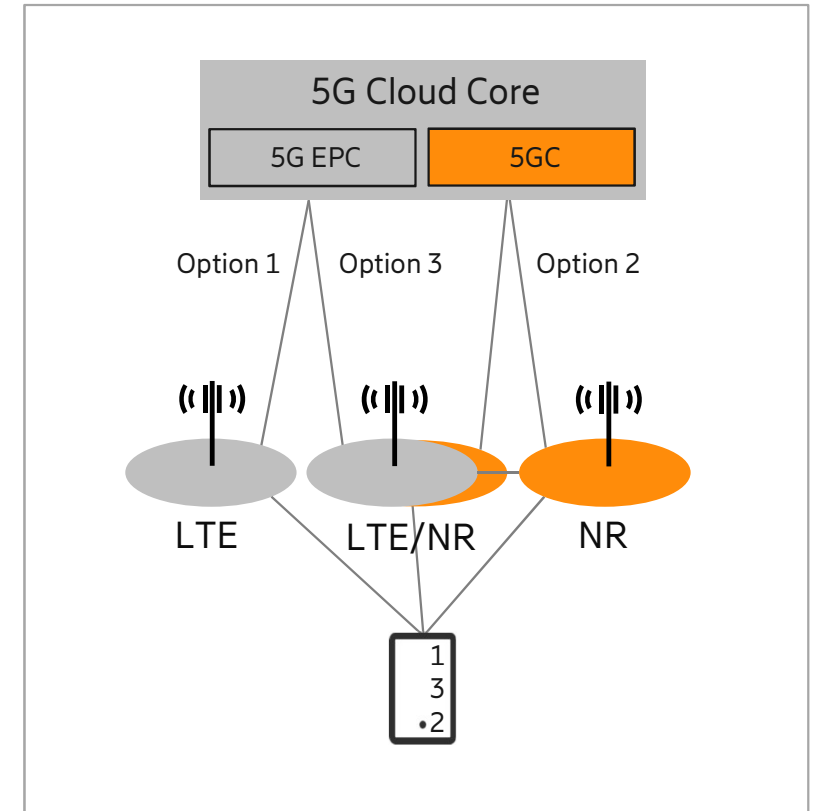 5G Cloud Core
5G EPC 5GC
Option 1 Option 3 Option 2
LTE LTE/NR NR
1
3
•2